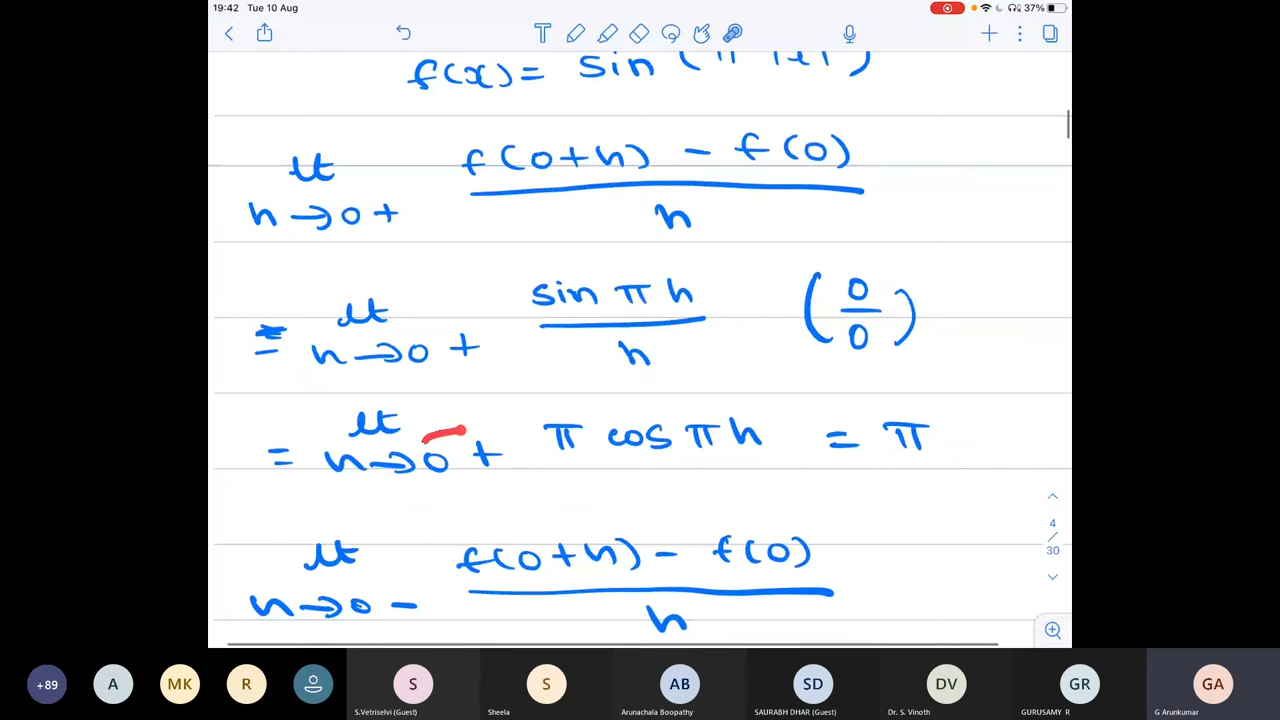 19:42 Tue 10 Aug 37%
f(x) = sin (π |x|)
lt h→0+ f(0+h) - f(0) / h
= lt h→0+ sin πh / h (0/0)
= lt h→0+ π cos πh = π
4 / 30
lt h→0- f(0+h) - f(0) / h
+89 A MK R S S AB SD DV GR GA
S.Vetriselvi (Guest) Sheela Arunachala Boopathy SAURABH DHAR (Guest) Dr. S. Vinoth GURUSAMY R G Arunkumar